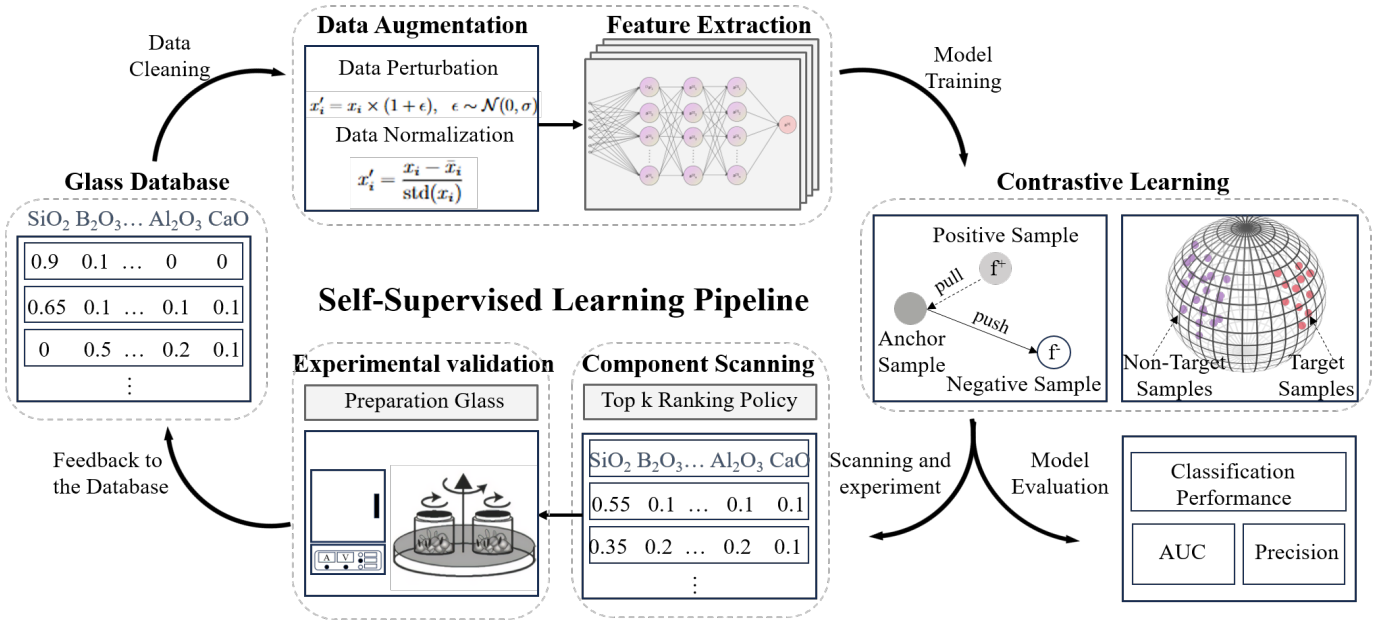 Data Augmentation
Feature Extraction
Data
Cleaning
Data Perturbation
x′ᵢ = xᵢ × (1 + ϵ), ϵ ∼ 𝒩(0, σ)
Data Normalization
x′ᵢ = (xᵢ − x̄ᵢ) / std(xᵢ)
Model
Training
Glass Database
SiO₂ B₂O₃… Al₂O₃ CaO
0.9 0.1 … 0 0
0.65 0.1 … 0.1 0.1
0 0.5 … 0.2 0.1
⋮
Contrastive Learning
Positive Sample
f⁺
pull
push
Anchor
Sample
f⁻
Negative Sample
Non-Target
Samples
Target
Samples
Self-Supervised Learning Pipeline
Experimental validation
Preparation Glass
A V
Component Scanning
Top k Ranking Policy
SiO₂ B₂O₃… Al₂O₃ CaO
0.55 0.1 … 0.1 0.1
0.35 0.2 … 0.2 0.1
⋮
Feedback to
the Database
Scanning and
experiment
Model
Evaluation
Classification
Performance
AUC
Precision